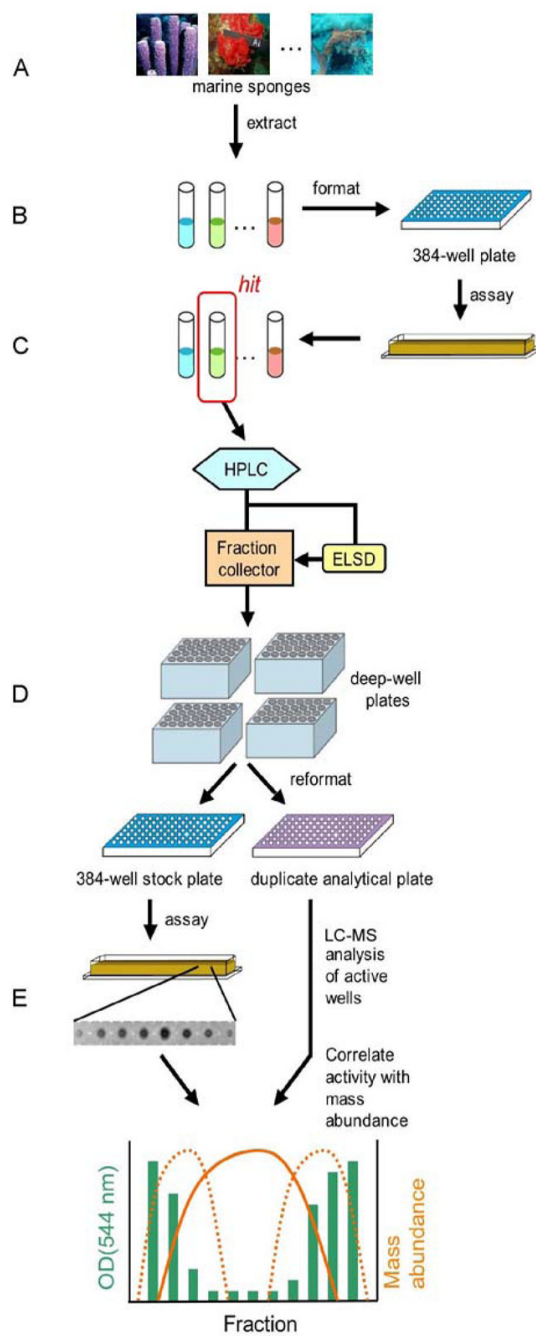 A
...
marine sponges
extract
B
format
...
384-well plate
assay
hit
C
...
HPLC
Fraction
collector
ELSD
D
deep-well
plates
reformat
384-well stock plate
duplicate analytical plate
assay
LC-MS
analysis
of active
wells
E
Correlate
activity with
mass
abundance
OD(544 nm)
Mass
abundance
Fraction